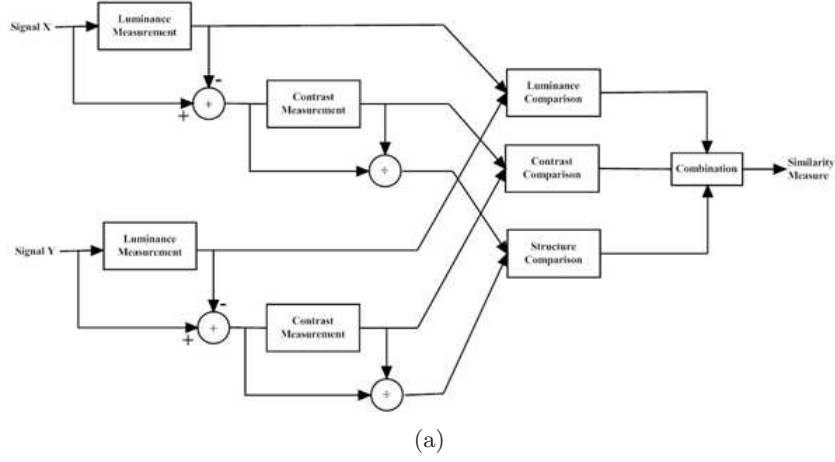 Signal X
Luminance
Measurement
-
+
+
Contrast
Measurement
÷
Luminance
Comparison
Contrast
Comparison
Combination
Similarity
Measure
Signal Y
Luminance
Measurement
Structure
Comparison
-
+
+
Contrast
Measurement
÷
(a)